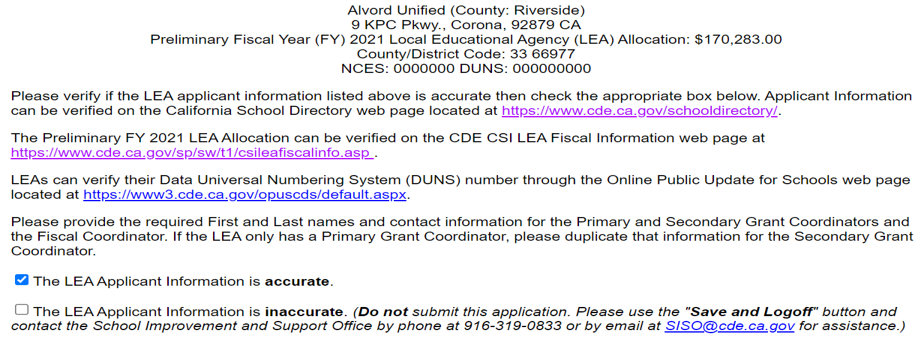 Alvord Unified (County: Riverside)
9 KPC Pkwy., Corona, 92879 CA
Preliminary Fiscal Year (FY) 2021 Local Educational Agency (LEA) Allocation: $170,283.00
County/District Code: 33 66977
NCES: 0000000 DUNS: 000000000
Please verify if the LEA applicant information listed above is accurate then check the appropriate box below. Applicant Information
can be verified on the California School Directory web page located at https://www.cde.ca.gov/schooldirectory/.
The Preliminary FY 2021 LEA Allocation can be verified on the CDE CSI LEA Fiscal Information web page at
https://www.cde.ca.gov/sp/sw/t1/csileafiscalinfo.asp .
LEAs can verify their Data Universal Numbering System (DUNS) number through the Online Public Update for Schools web page
located at https://www3.cde.ca.gov/opuscds/default.aspx.
Please provide the required First and Last names and contact information for the Primary and Secondary Grant Coordinators and
the Fiscal Coordinator. If the LEA only has a Primary Grant Coordinator, please duplicate that information for the Secondary Grant
Coordinator.
The LEA Applicant Information is accurate.
The LEA Applicant Information is inaccurate. (Do not submit this application. Please use the "Save and Logoff" button and
contact the School Improvement and Support Office by phone at 916-319-0833 or by email at SISO@cde.ca.gov for assistance.)